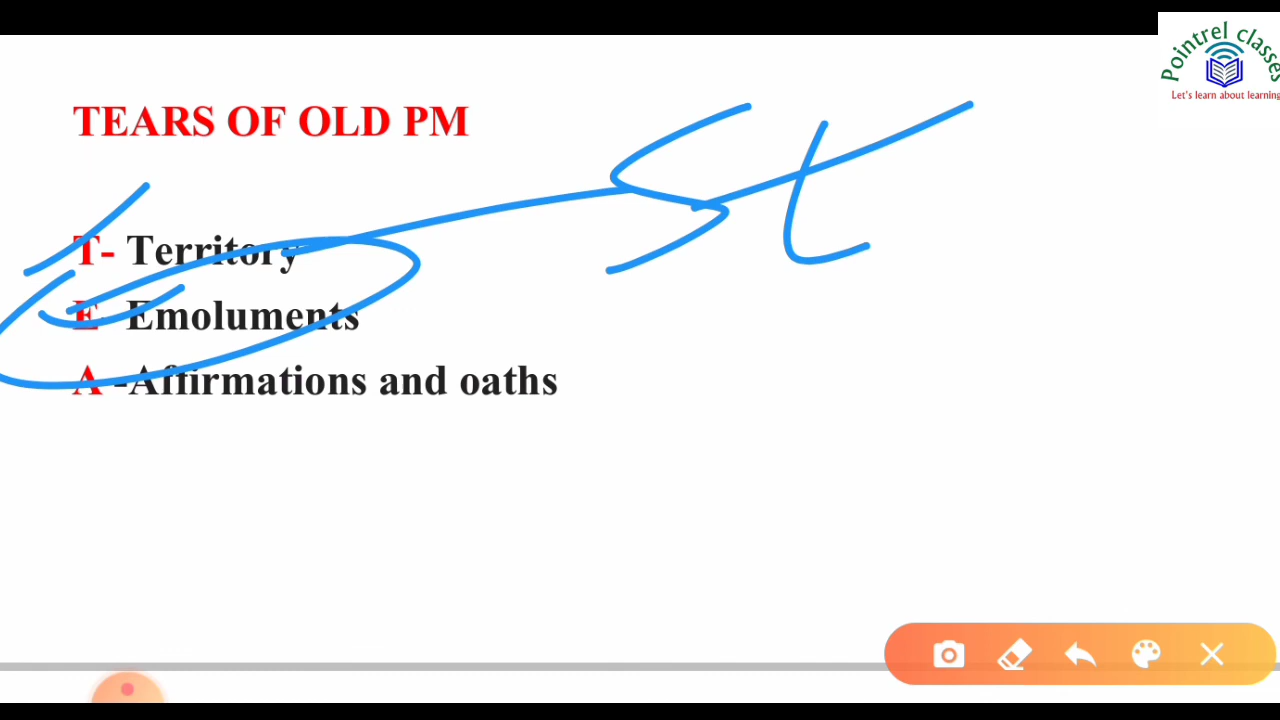 Pointrel classes
Let's learn about learning
TEARS OF OLD PM
St
T- Territory
E- Emoluments
A -Affirmations and oaths